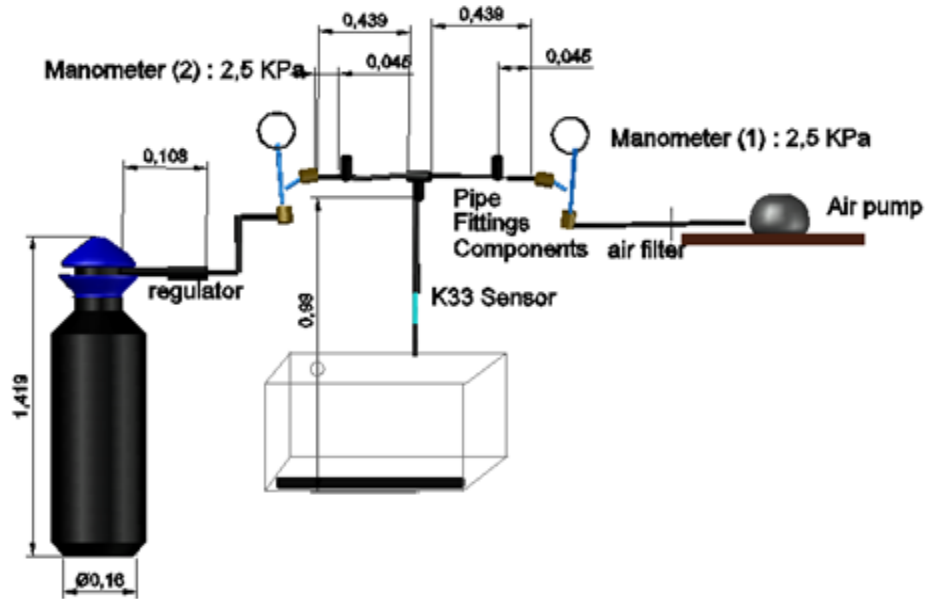 0,439
0,439
Manometer (2) : 2,5 KPa
0,045
0,045
Manometer (1) : 2,5 KPa
0,108
Pipe
Fittings
Components
Air pump
air filter
regulator
K33 Sensor
0,99
1,419
Ø0,16